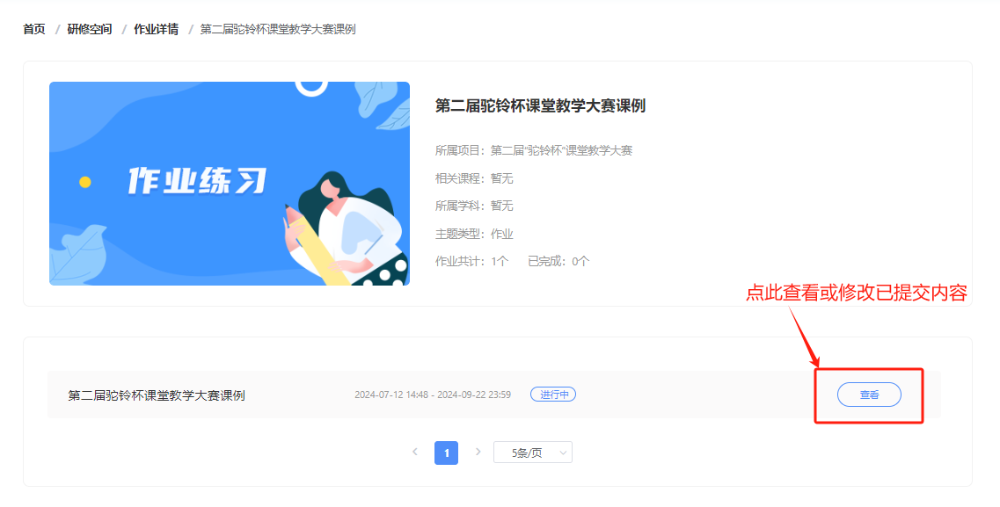 首页 / 研修空间 / 作业详情 / 第二届驼铃杯课堂教学大赛课例
作业练习
第二届驼铃杯课堂教学大赛课例
所属项目：第二届“驼铃杯”课堂教学大赛
相关课程：暂无
所属学科：暂无
主题类型：作业
作业共计：1个 已完成：0个
点此查看或修改已提交内容
第二届驼铃杯课堂教学大赛课例 2024-07-12 14:48 - 2024-09-22 23:59 进行中 查看
< 1 > 5条/页